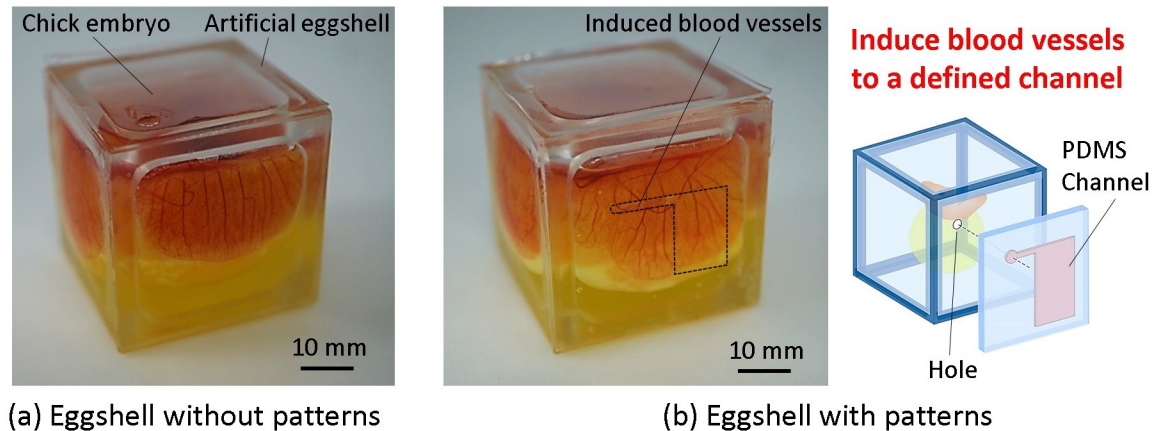 Chick embryo
Artificial eggshell
10 mm
(a) Eggshell without patterns
Induced blood vessels
10 mm
Induce blood vessels
to a defined channel
PDMS
Channel
Hole
(b) Eggshell with patterns